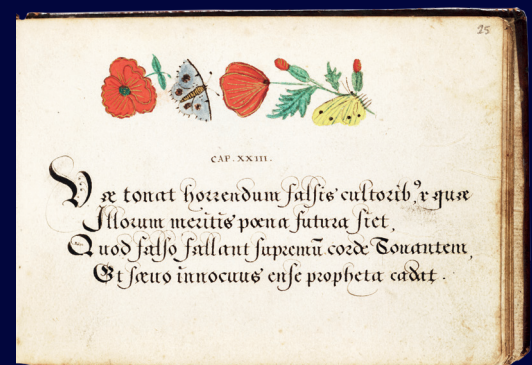 25
CAP. XXIII.
Væ tonat horrendum falsis cultorib', & quæ
Illorum meritis pœna futura siet,
Quod falso fallant supremū corde Tonantem,
Et sævo innocuus ense propheta cadat.